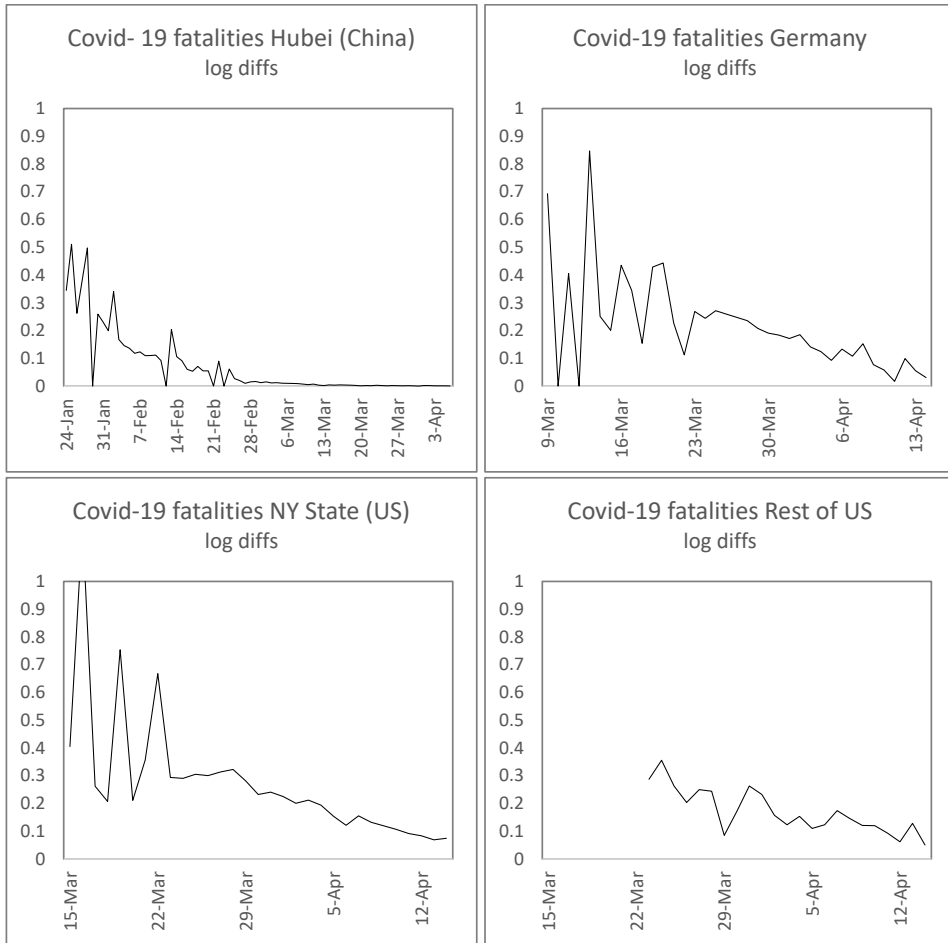 Covid- 19 fatalities Hubei (China)
log diffs
1
0.9
0.8
0.7
0.6
0.5
0.4
0.3
0.2
0.1
0
24-Jan
31-Jan
7-Feb
14-Feb
21-Feb
28-Feb
6-Mar
13-Mar
20-Mar
27-Mar
3-Apr
Covid-19 fatalities Germany
log diffs
1
0.9
0.8
0.7
0.6
0.5
0.4
0.3
0.2
0.1
0
9-Mar
16-Mar
23-Mar
30-Mar
6-Apr
13-Apr
Covid-19 fatalities NY State (US)
log diffs
1
0.9
0.8
0.7
0.6
0.5
0.4
0.3
0.2
0.1
0
15-Mar
22-Mar
29-Mar
5-Apr
12-Apr
Covid-19 fatalities Rest of US
log diffs
1
0.9
0.8
0.7
0.6
0.5
0.4
0.3
0.2
0.1
0
15-Mar
22-Mar
29-Mar
5-Apr
12-Apr